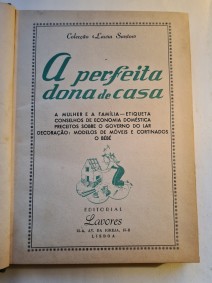 Colecção «Leonor Sardoal»
A perfeita
dona de casa
A MULHER E A FAMÍLIA — ETIQUETA
CONSELHOS DE ECONOMIA DOMÉSTICA
PRECEITOS SOBRE O GOVERNO DO LAR
DECORAÇÃO: MODELOS DE MÓVEIS E CORTINADOS
O BEBÉ
EDITORIAL
Lavores
LISBOA